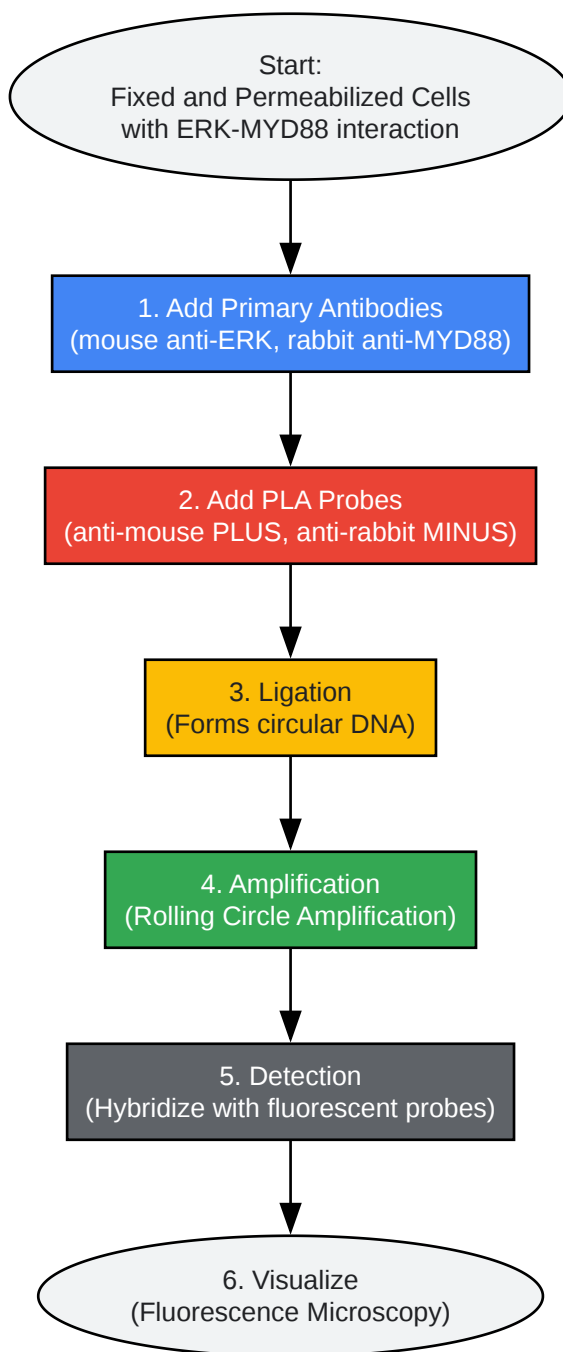 Start:
Fixed and Permeabilized Cells
with ERK-MYD88 interaction
1. Add Primary Antibodies
(mouse anti-ERK, rabbit anti-MYD88)
2. Add PLA Probes
(anti-mouse PLUS, anti-rabbit MINUS)
3. Ligation
(Forms circular DNA)
4. Amplification
(Rolling Circle Amplification)
5. Detection
(Hybridize with fluorescent probes)
6. Visualize
(Fluorescence Microscopy)